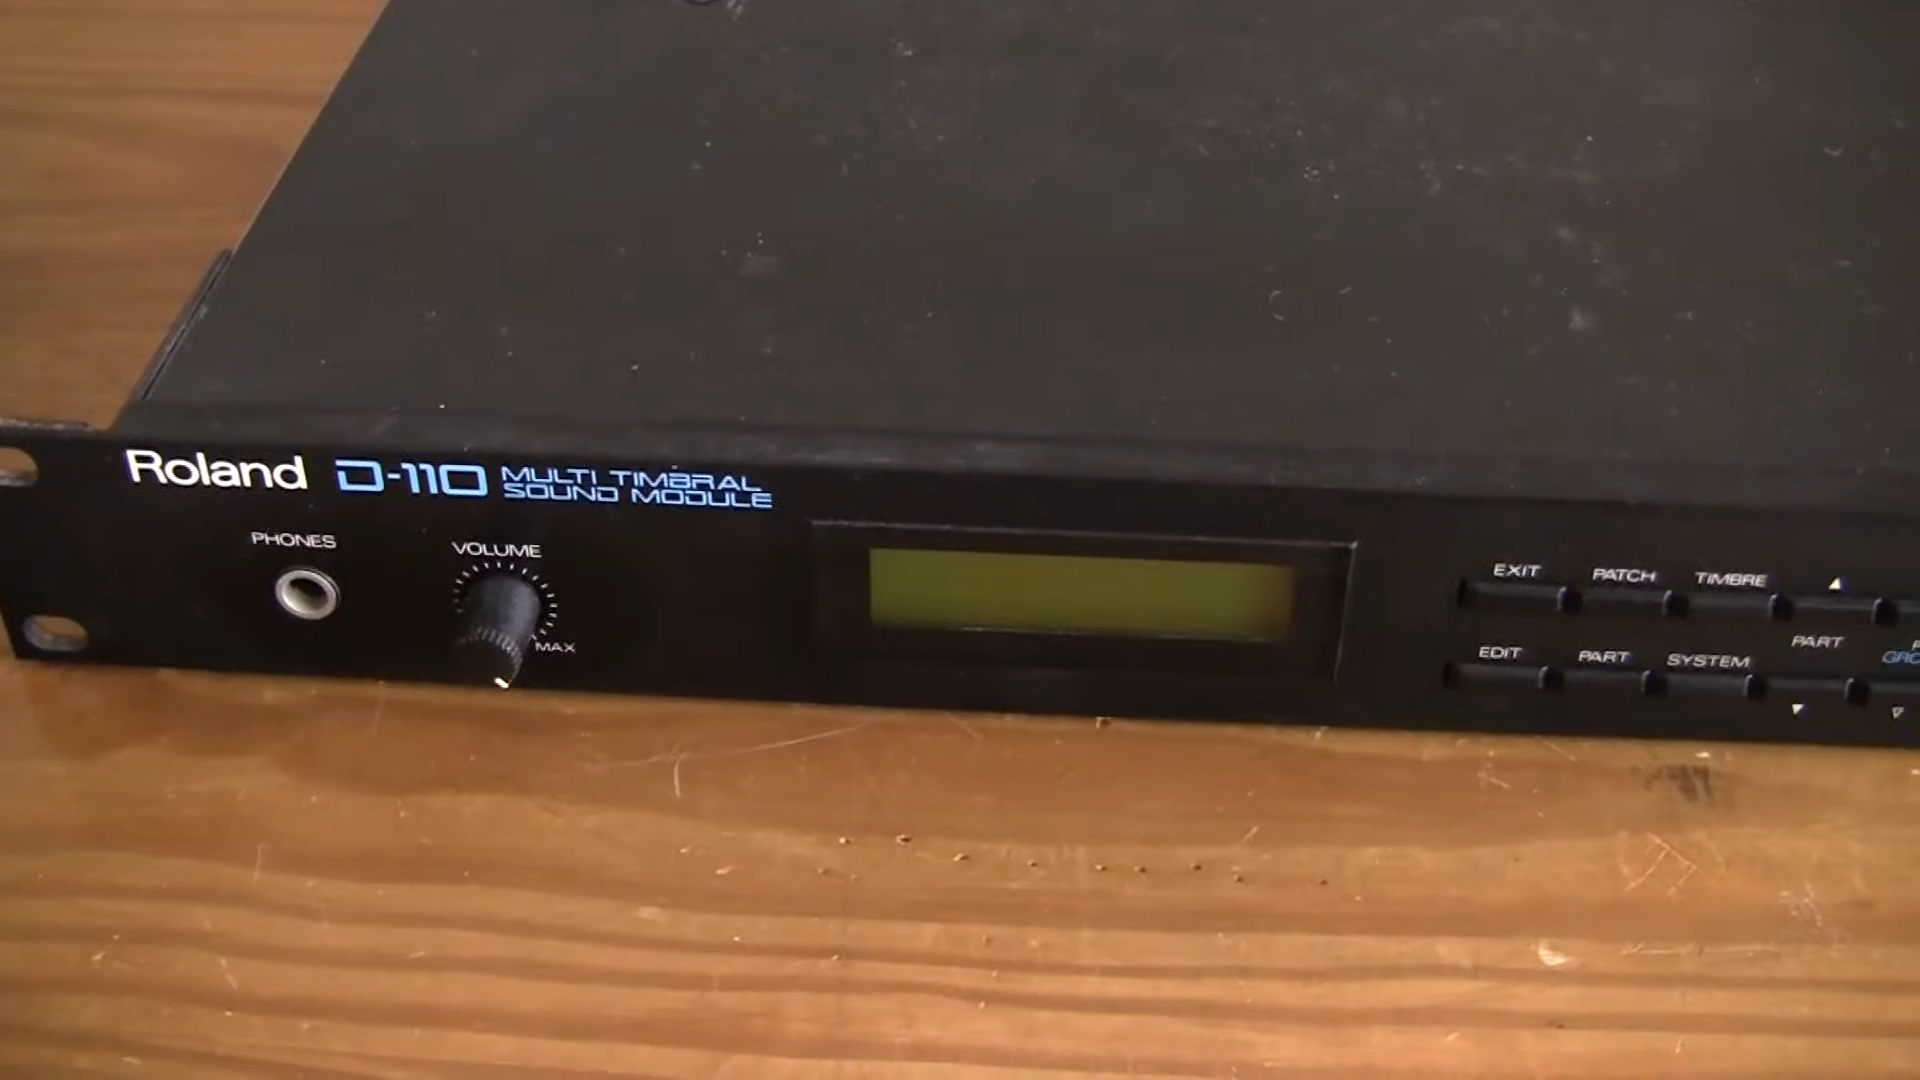 Roland D-110 MULTI TIMBRAL
SOUND MODULE
PHONES
VOLUME
MAX
EXIT PATCH TIMBRE
PART
EDIT PART SYSTEM